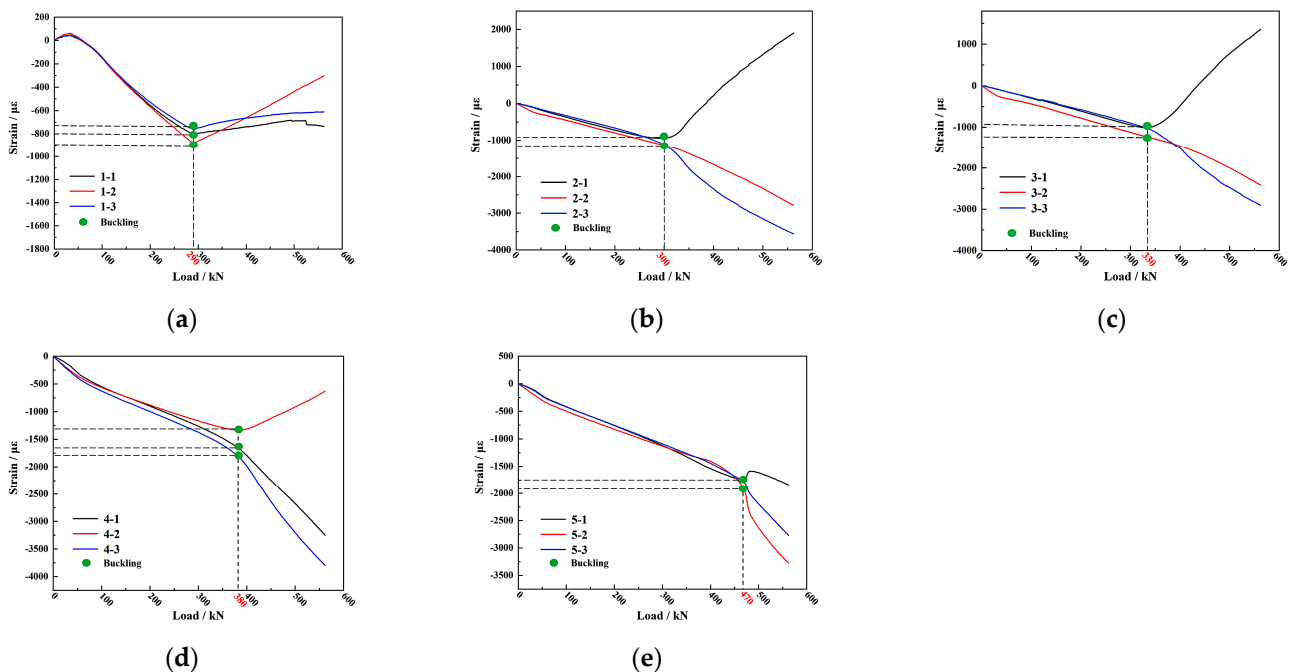 200
0
-200
-400
-600
-800
-1000
-1200
-1400
-1600
-1800
Strain / με
1-1
1-2
1-3
Buckling
0 100 200 290 300 400 500 600
Load / kN
(a)
2000
1000
0
-1000
-2000
-3000
-4000
Strain / με
2-1
2-2
2-3
Buckling
0 100 200 300 400 500 600
Load / kN
(b)
1000
0
-1000
-2000
-3000
-4000
Strain / με
3-1
3-2
3-3
Buckling
0 100 200 330 400 500 600
Load / kN
(c)
0
-500
-1000
-1500
-2000
-2500
-3000
-3500
-4000
Strain / με
4-1
4-2
4-3
Buckling
0 100 200 300 380 400 500 600
Load / kN
(d)
500
0
-500
-1000
-1500
-2000
-2500
-3000
-3500
Strain / με
5-1
5-2
5-3
Buckling
0 100 200 300 400 470 500 600
Load / kN
(e)